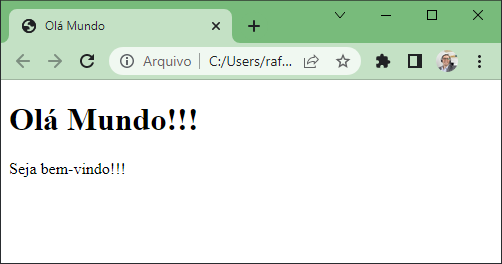 Olá Mundo
Arquivo C:/Users/raf...
Olá Mundo!!!
Seja bem-vindo!!!